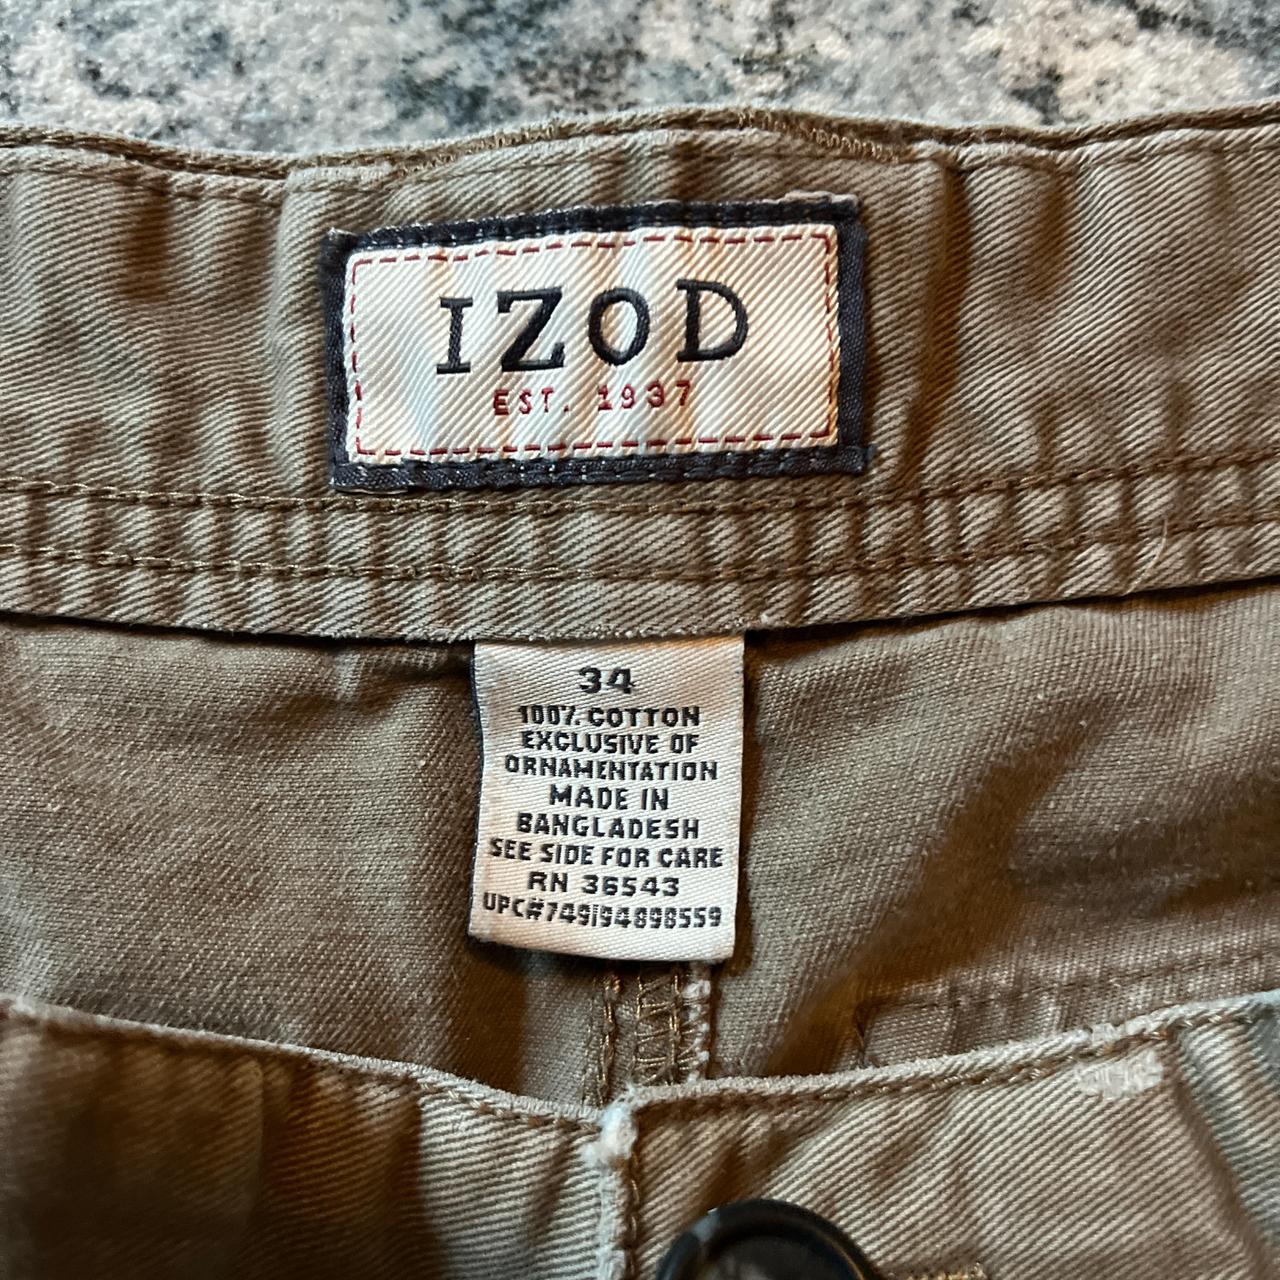 IZOD
EST. 1937
34
100% COTTON
EXCLUSIVE OF
ORNAMENTATION
MADE IN
BANGLADESH
SEE SIDE FOR CARE
RN 36543
UPC#749194898559